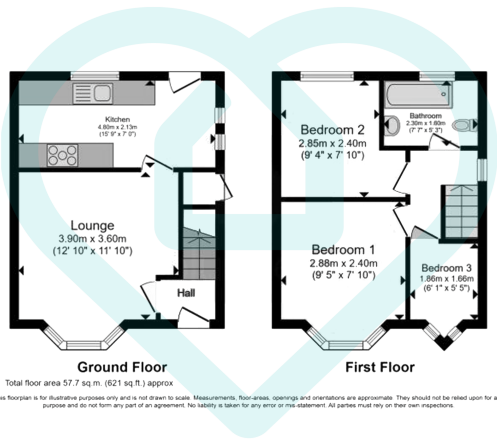 Kitchen
4.80m x 2.13m
(15' 9" x 7' 0")
Lounge
3.90m x 3.60m
(12' 10" x 11' 10")
Hall
Ground Floor
Bedroom 2
2.85m x 2.40m
(9' 4" x 7' 10")
Bathroom
2.30m x 1.60m
(7' 7" x 5' 3")
Bedroom 1
2.88m x 2.40m
(9' 5" x 7' 10")
Bedroom 3
1.86m x 1.66m
(6' 1" x 5' 5")
First Floor
Total floor area 57.7 sq.m. (621 sq.ft.) approx
is floorplan is for illustrative purposes only and is not drawn to scale. Measurements, floor-areas, openings and orientations are approximate. They should not be relied upon for a
purpose and do not form any part of an agreement. No liability is taken for any error or mis-statement. All parties must rely on their own inspections.